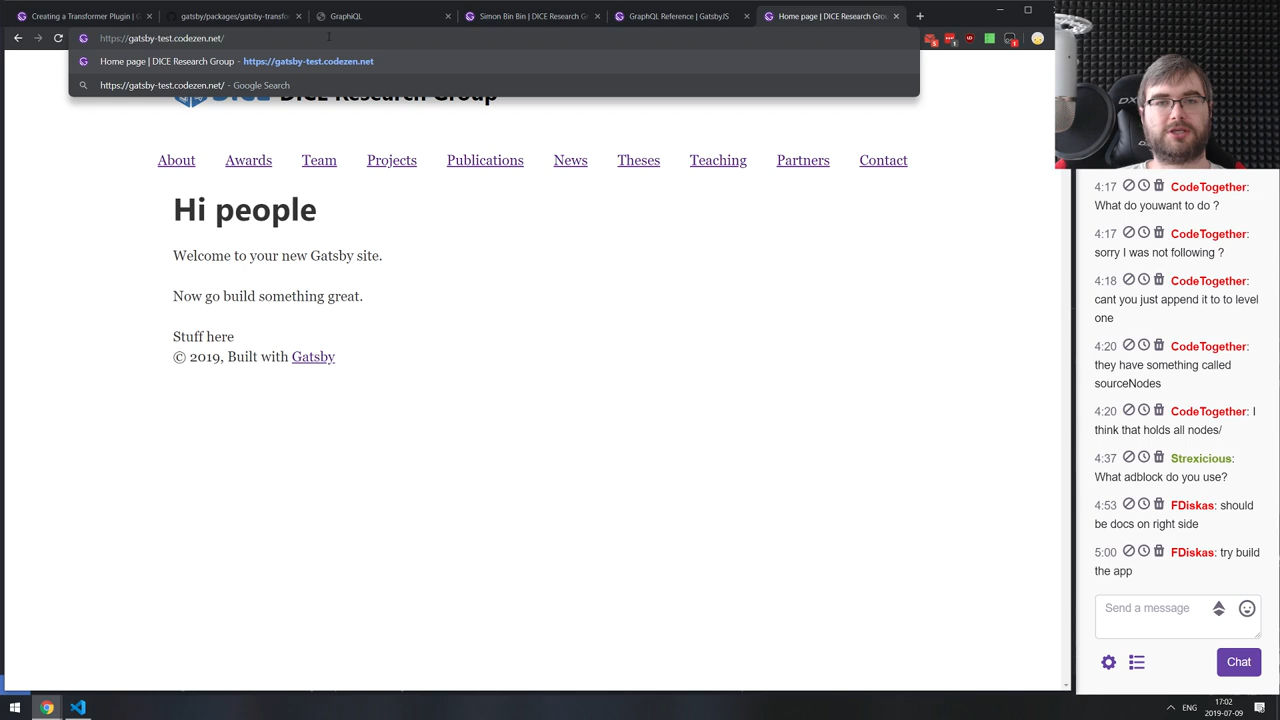 Creating a Transformer Plugin | G
gatsby/packages/gatsby-transfo
GraphiQL
Simon Bin Bin | DICE Research G
GraphQL Reference | GatsbyJS
Home page | DICE Research Gro
https://gatsby-test.codezen.net/
Home page | DICE Research Group - https://gatsby-test.codezen.net
https://gatsby-test.codezen.net/ - Google Search
DICE DICE Research Group
About Awards Team Projects Publications News Theses Teaching Partners Contact
Hi people
Welcome to your new Gatsby site.
Now go build something great.
Stuff here
© 2019, Built with Gatsby
4:17 CodeTogether:
What do youwant to do ?
4:17 CodeTogether:
sorry I was not following ?
4:18 CodeTogether:
cant you just append it to to level
one
4:20 CodeTogether:
they have something called
sourceNodes
4:20 CodeTogether: I
think that holds all nodes/
4:37 Strexicious:
What adblock do you use?
4:53 FDiskas: should
be docs on right side
5:00 FDiskas: try build
the app
Send a message
Chat
ENG
17:02
2019-07-09